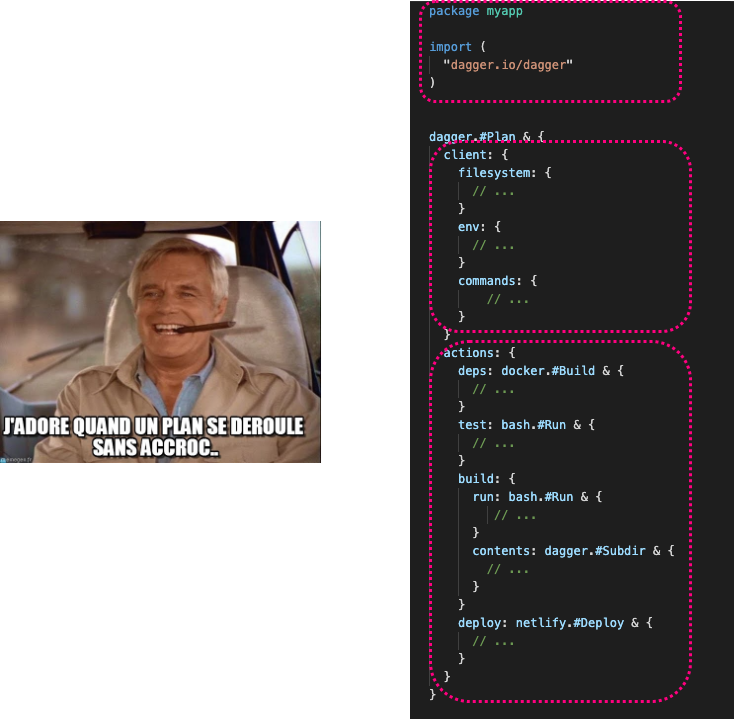 J'ADORE QUAND UN PLAN SE DEROULE
SANS ACCROC..
package myapp
import (
"dagger.io/dagger"
)
dagger.#Plan & {
client: {
filesystem: {
// ...
}
env: {
// ...
}
commands: {
// ...
}
}
actions: {
deps: docker.#Build & {
// ...
}
test: bash.#Run & {
// ...
}
build: {
run: bash.#Run & {
// ...
}
contents: dagger.#Subdir & {
// ...
}
}
deploy: netlify.#Deploy & {
// ...
}
}
}